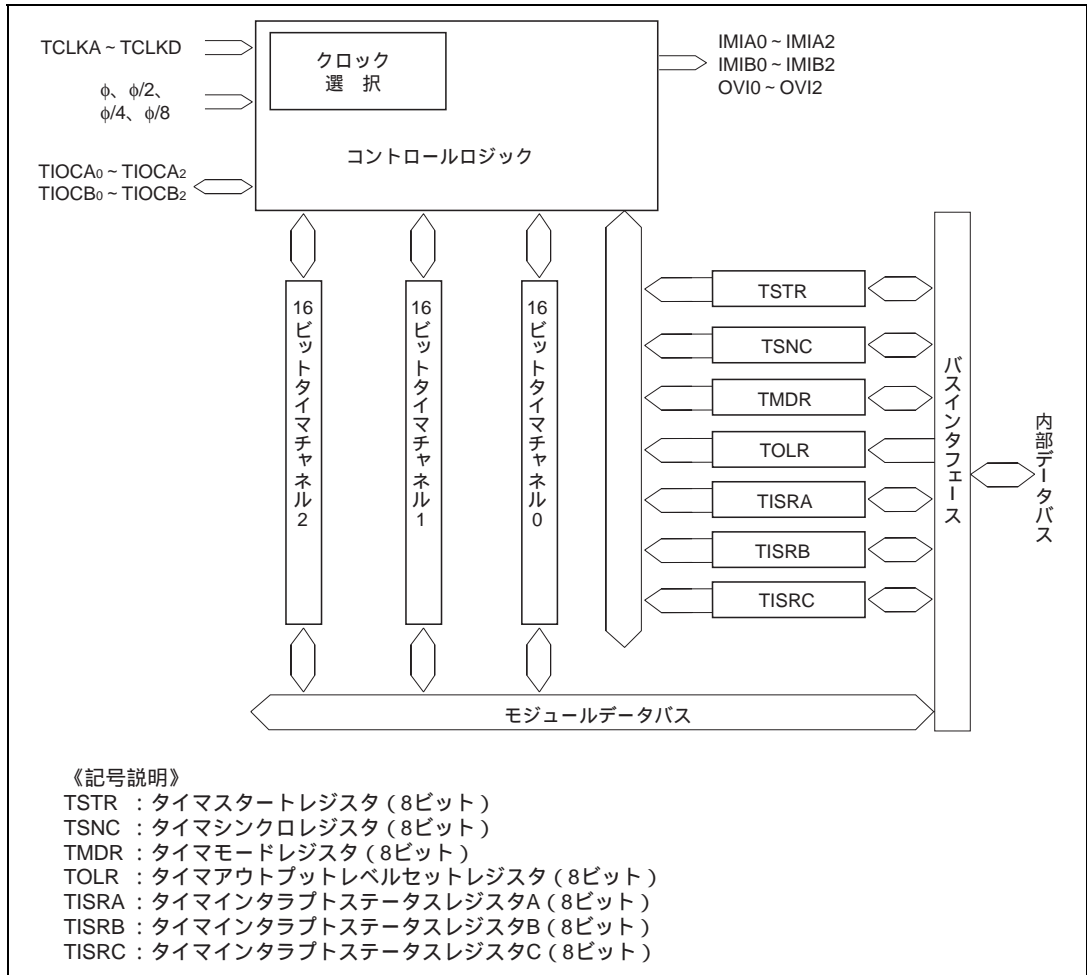 TCLKA ~ TCLKD
φ、φ/2、
φ/4、φ/8
TIOCA0 ~ TIOCA2
TIOCB0 ~ TIOCB2
クロック
選 択
コントロールロジック
IMIA0 ~ IMIA2
IMIB0 ~ IMIB2
OVI0 ~ OVI2
16ビットタイマチャネル2
16ビットタイマチャネル1
16ビットタイマチャネル0
TSTR
TSNC
TMDR
TOLR
TISRA
TISRB
TISRC
バスインタフェース
内部データバス
モジュールデータバス
《記号説明》
TSTR :タイマスタートレジスタ(8ビット)
TSNC :タイマシンクロレジスタ(8ビット)
TMDR :タイマモードレジスタ(8ビット)
TOLR :タイマアウトプットレベルセットレジスタ(8ビット)
TISRA :タイマインタラプトステータスレジスタA(8ビット)
TISRB :タイマインタラプトステータスレジスタB(8ビット)
TISRC :タイマインタラプトステータスレジスタC(8ビット)